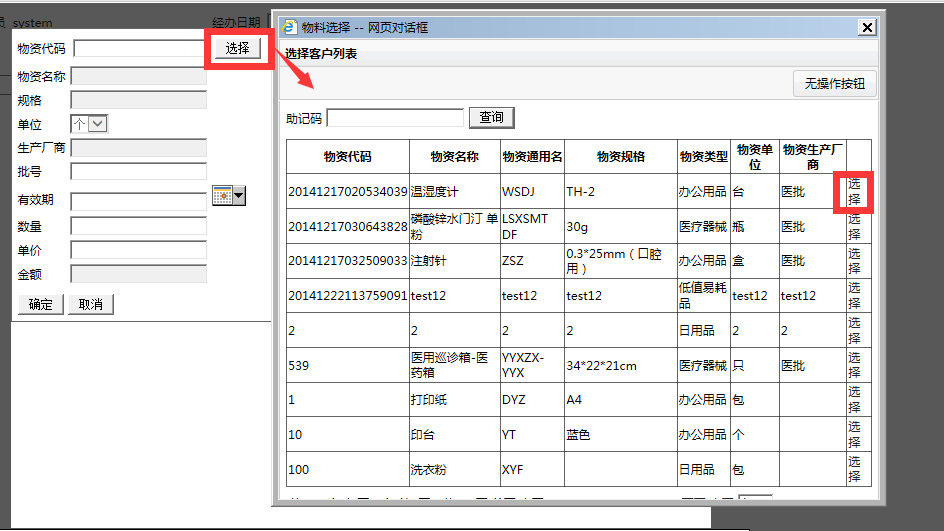 员 system
经办日期
物资代码
选择
物资名称
规格
单位 个
生产厂商
批号
有效期
数量
单价
金额
确定 取消
物料选择 -- 网页对话框
选择客户列表
无操作按钮
助记码 查询
物资代码 物资名称 物资通用名 物资规格 物资类型 物资单位 物资生产厂商
20141217020534039 温湿度计 WSDJ TH-2 办公用品 台 医批 选择
20141217030643828 磷酸锌水门汀 单粉 LSXSMTDF 30g 医疗器械 瓶 医批 选择
20141217032509033 注射针 ZSZ 0.3*25mm（口腔用） 办公用品 盒 医批 选择
20141222113759091 test12 test12 test12 低值易耗品 test12 test12 选择
2 2 2 2 日用品 2 2 选择
539 医用巡诊箱-医药箱 YYXZX-YYX 34*22*21cm 医疗器械 只 医批 选择
1 打印纸 DYZ A4 办公用品 包 选择
10 印台 YT 蓝色 办公用品 个 选择
100 洗衣粉 XYF 日用品 包 选择